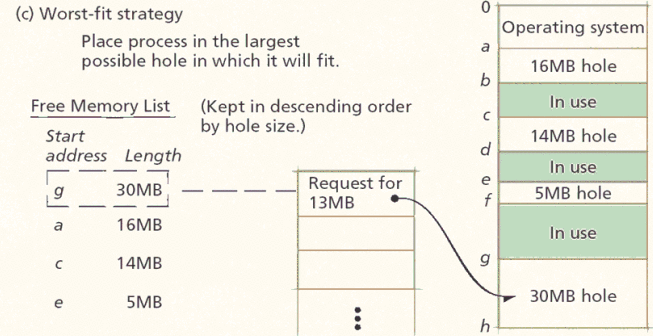 (c) Worst-fit strategy
Place process in the largest
possible hole in which it will fit.
Free Memory List
(Kept in descending order
by hole size.)
Start
address Length
g 30MB
a 16MB
c 14MB
e 5MB
Request for
13MB
0
Operating system
a
16MB hole
b
In use
c
14MB hole
d
In use
e
5MB hole
f
In use
g
30MB hole
h